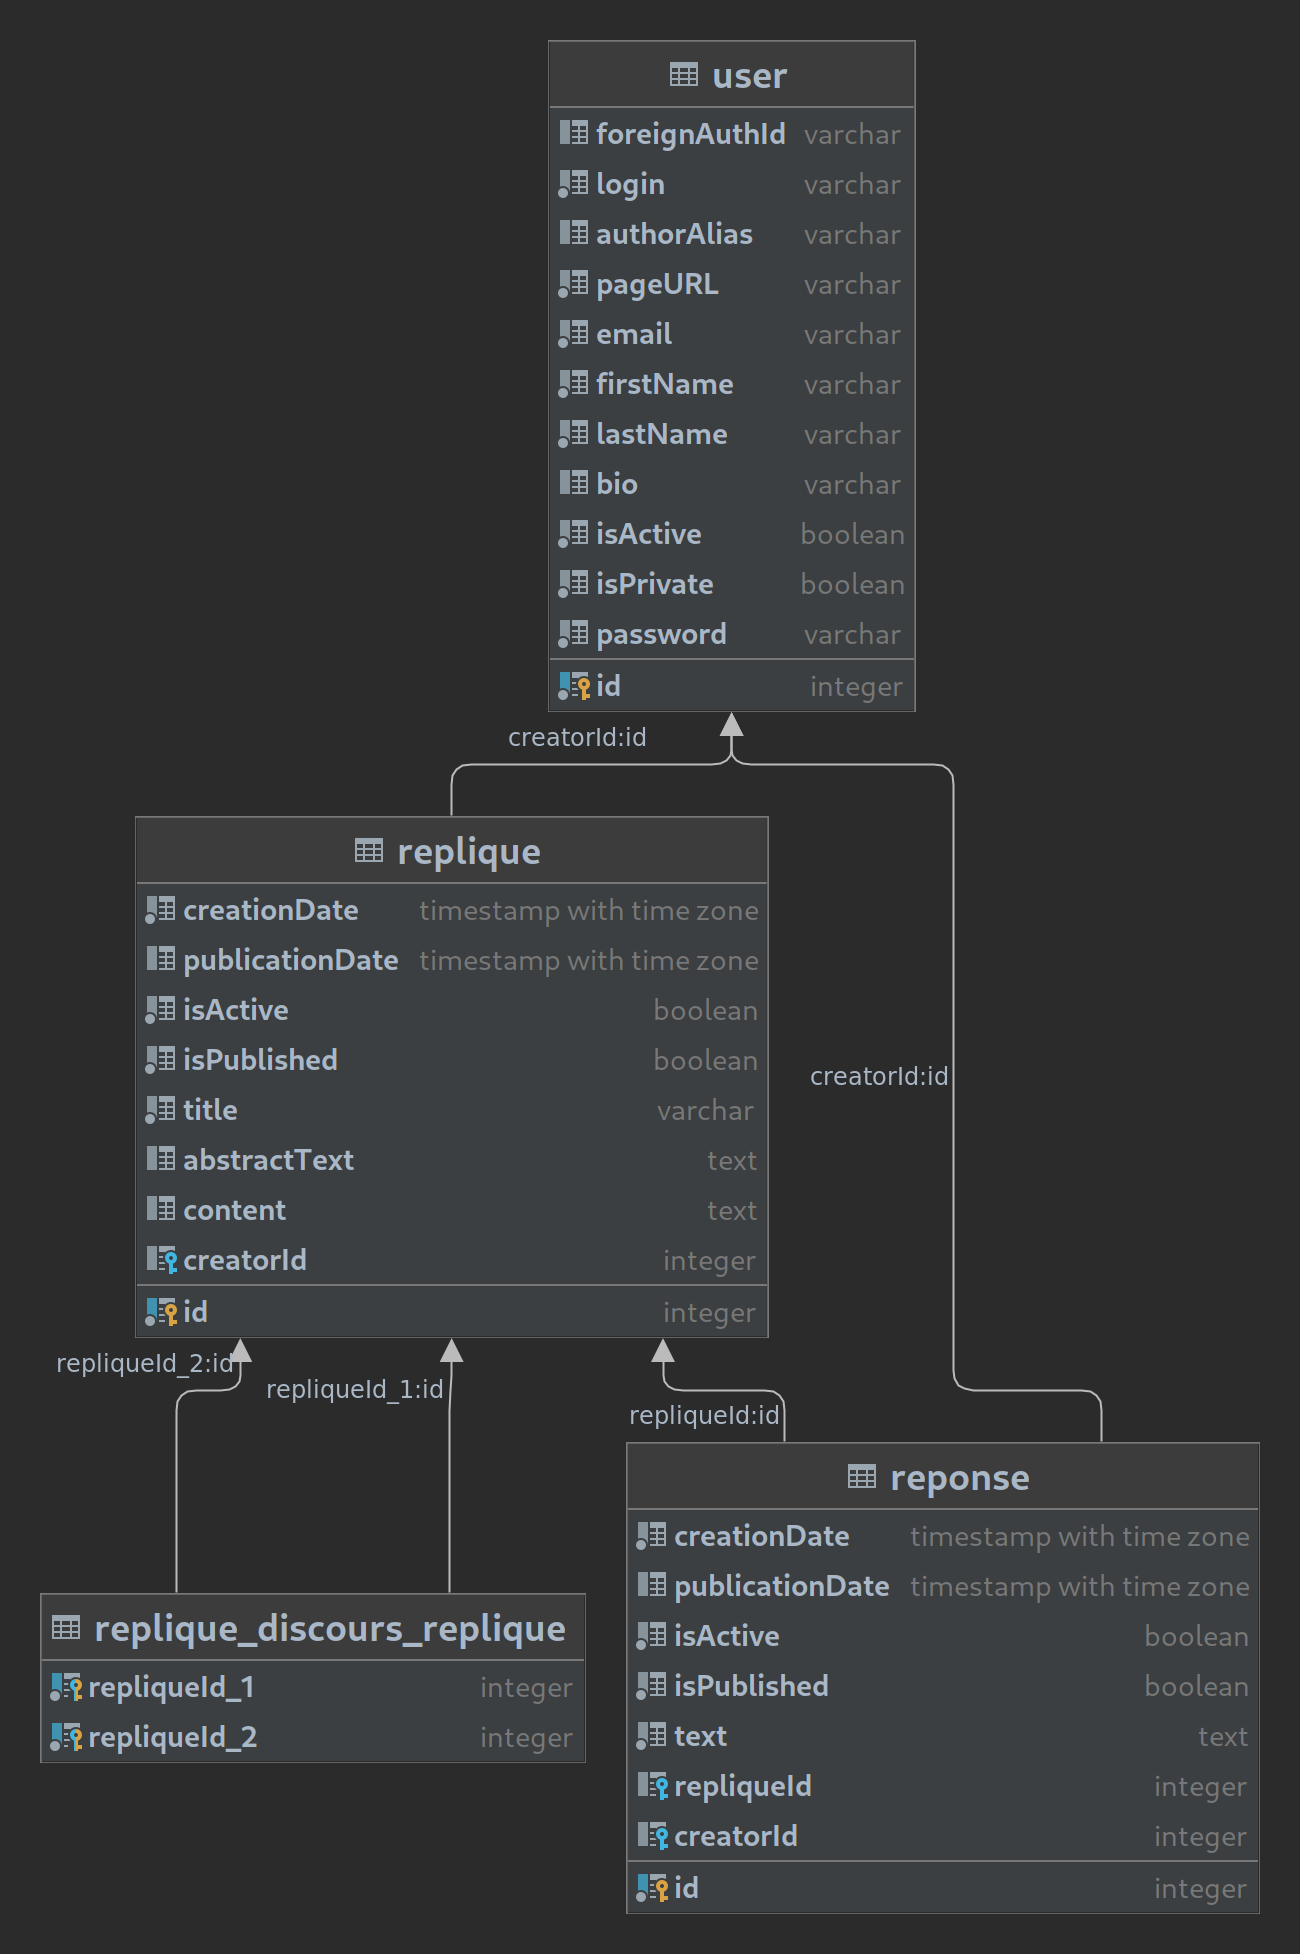 user
foreignAuthId varchar
login varchar
authorAlias varchar
pageURL varchar
email varchar
firstName varchar
lastName varchar
bio varchar
isActive boolean
isPrivate boolean
password varchar
id integer
creatorId:id
replique
creationDate timestamp with time zone
publicationDate timestamp with time zone
isActive boolean
isPublished boolean
title varchar
abstractText text
content text
creatorId integer
id integer
creatorId:id
repliqueId_2:id
repliqueId_1:id
repliqueId:id
reponse
creationDate timestamp with time zone
publicationDate timestamp with time zone
isActive boolean
isPublished boolean
text text
repliqueId integer
creatorId integer
id integer
replique_discours_replique
repliqueId_1 integer
repliqueId_2 integer